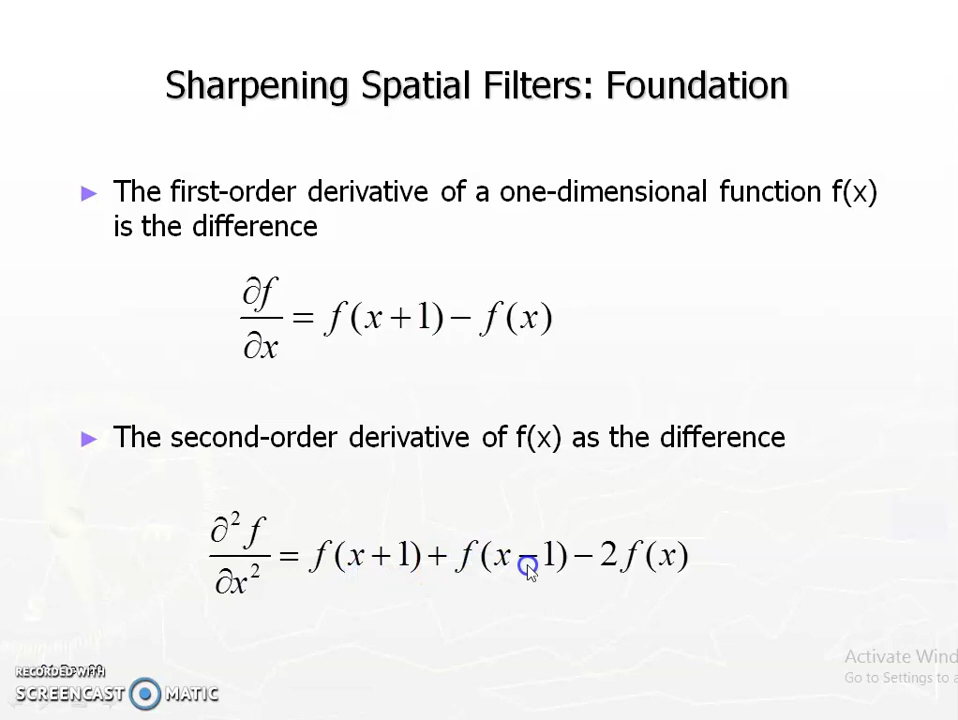 Sharpening Spatial Filters: Foundation
► The first-order derivative of a one-dimensional function f(x)
is the difference
∂f/∂x = f(x+1) − f(x)
► The second-order derivative of f(x) as the difference
∂²f/∂x² = f(x+1) + f(x−1) − 2f(x)
Activate Wind
Go to Settings to a
RECORDED WITH
SCREENCAST MATIC